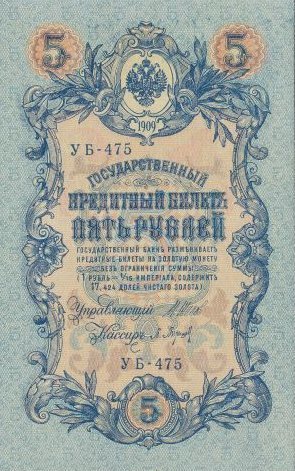 5 5
1909
УБ-475
ГОСУДАРСТВЕННЫЙ
КРЕДИТНЫЙ БИЛЕТЪ
ПЯТЬ РУБЛЕЙ
ГОСУДАРСТВЕННЫЙ БАНКЪ РАЗМѢНИВАЕТЪ
КРЕДИТНЫЕ БИЛЕТЫ НА ЗОЛОТУЮ МОНЕТУ
БЕЗЪ ОГРАНИЧЕНІЯ СУММЫ
(1 РУБЛЬ = 1/15 ИМПЕРІАЛА, СОДЕРЖИТЪ
17,424 ДОЛЕЙ ЧИСТАГО ЗОЛОТА).
Управляющій
Кассиръ
УБ-475
5